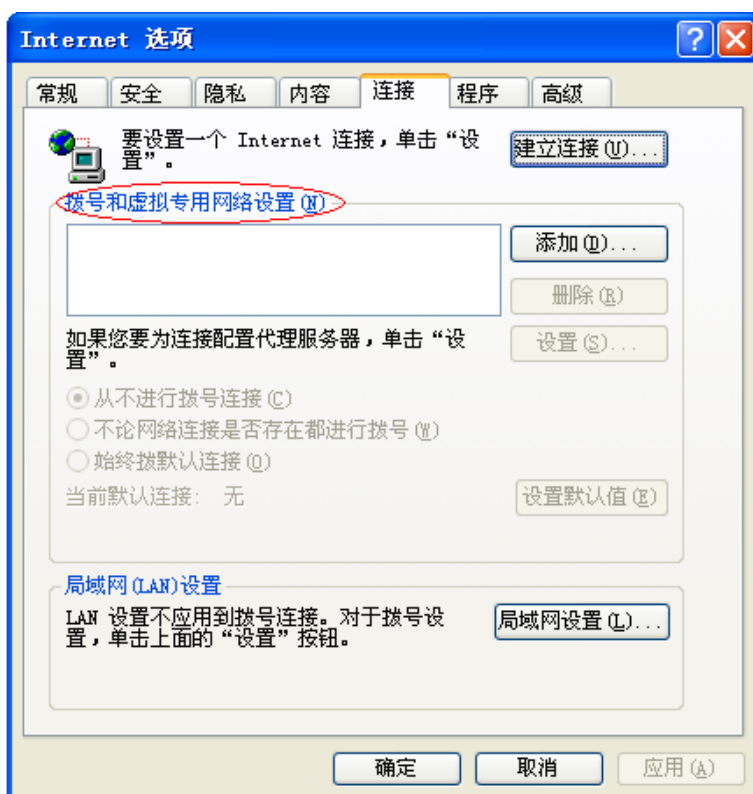 Internet 选项
常规 安全 隐私 内容 连接 程序 高级
要设置一个 Internet 连接，单击“设
置”。
建立连接(U)...
拨号和虚拟专用网络设置(N)
添加(D)...
删除(R)
如果您要为连接配置代理服务器，单击“设
置”。
设置(S)...
从不进行拨号连接(C)
不论网络连接是否存在都进行拨号(W)
始终拨默认连接(O)
当前默认连接: 无
设置默认值(E)
局域网(LAN)设置
LAN 设置不应用到拨号连接。对于拨号设
置，单击上面的“设置”按钮。
局域网设置(L)...
确定 取消 应用(A)